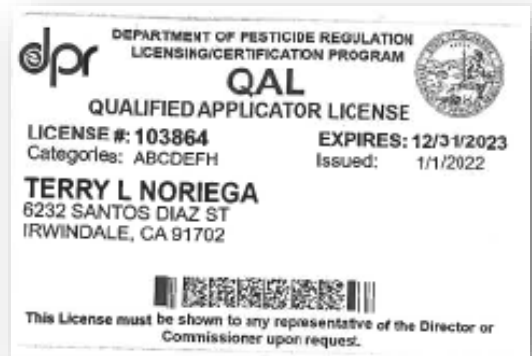 dpr
DEPARTMENT OF PESTICIDE REGULATION
LICENSING/CERTIFICATION PROGRAM
QAL
QUALIFIED APPLICATOR LICENSE
LICENSE #: 103864 EXPIRES: 12/31/2023
Categories: ABCDEFH Issued: 1/1/2022
TERRY L NORIEGA
6232 SANTOS DIAZ ST
IRWINDALE, CA 91702
This License must be shown to any representative of the Director or
Commissioner upon request.